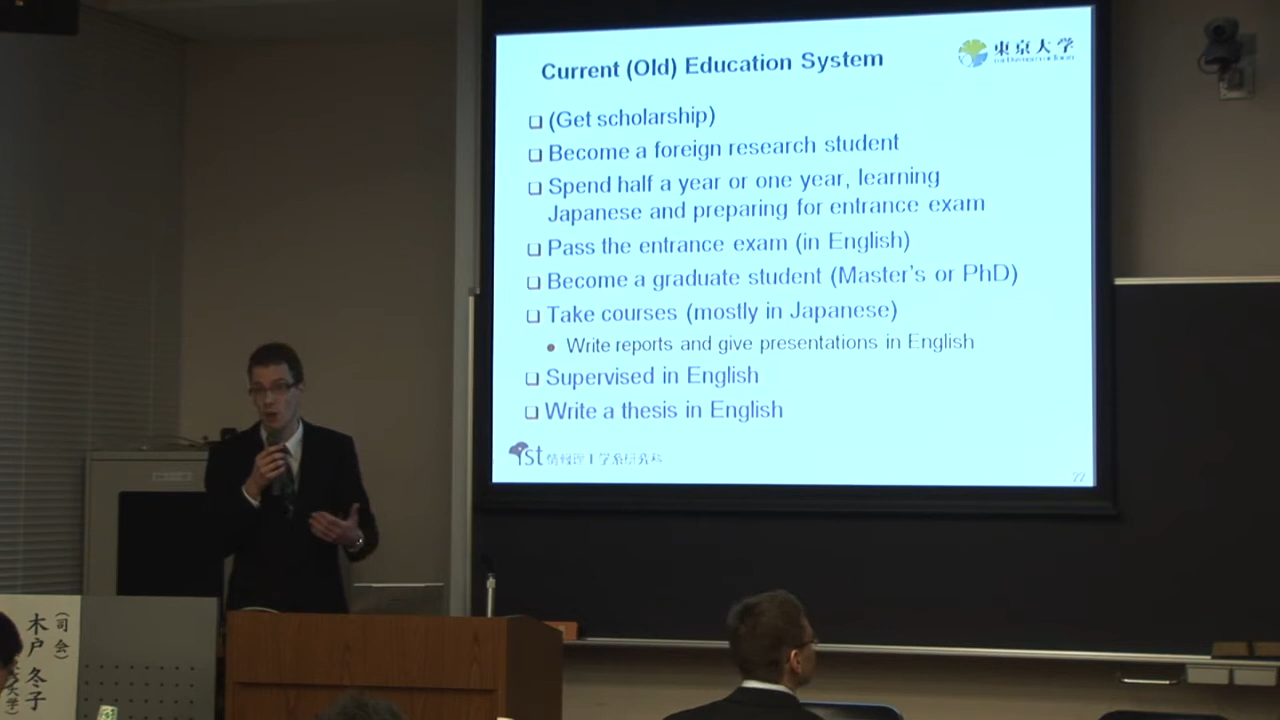 Current (Old) Education System
東京大学
(Get scholarship)
Become a foreign research student
Spend half a year or one year, learning
Japanese and preparing for entrance exam
Pass the entrance exam (in English)
Become a graduate student (Master's or PhD)
Take courses (mostly in Japanese)
Write reports and give presentations in English
Supervised in English
Write a thesis in English
ist 情報理工学系研究科
22
(司会)
木戸冬子